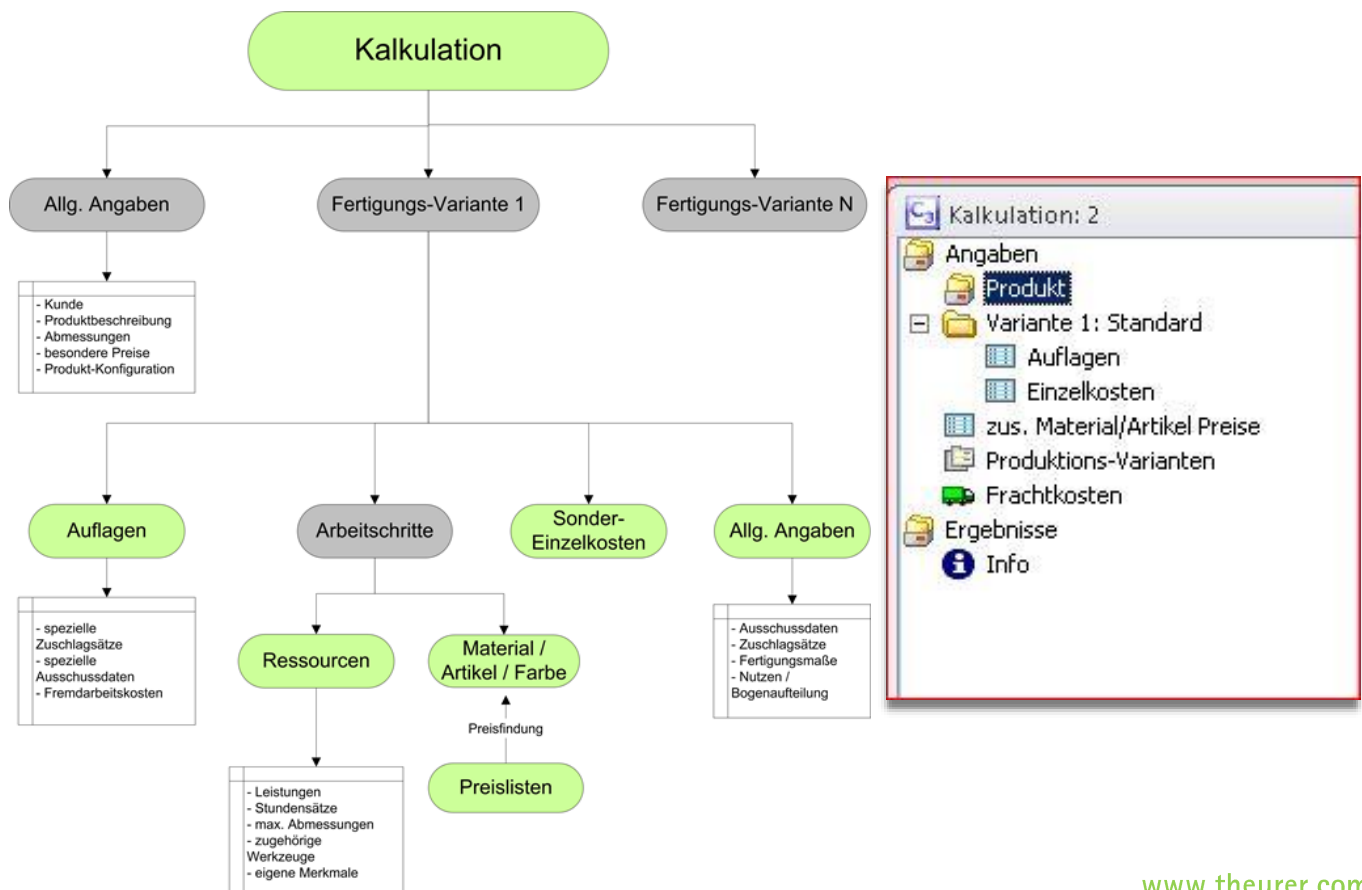 Kalkulation
Allg. Angaben
Fertigungs-Variante 1
Fertigungs-Variante N
- Kunde
- Produktbeschreibung
- Abmessungen
- besondere Preise
- Produkt-Konfiguration
Auflagen
Arbeitschritte
Sonder-
Einzelkosten
Allg. Angaben
- spezielle
Zuschlagsätze
- spezielle
Ausschussdaten
- Fremdarbeitskosten
Ressourcen
Material /
Artikel / Farbe
- Ausschussdaten
- Zuschlagsätze
- Fertigungsmaße
- Nutzen /
Bogenaufteilung
Preisfindung
Preislisten
- Leistungen
- Stundensätze
- max. Abmessungen
- zugehörige
Werkzeuge
- eigene Merkmale
C3 Kalkulation: 2
Angaben
Produkt
Variante 1: Standard
Auflagen
Einzelkosten
zus. Material/Artikel Preise
Produktions-Varianten
Frachtkosten
Ergebnisse
Info
www.theurer.com